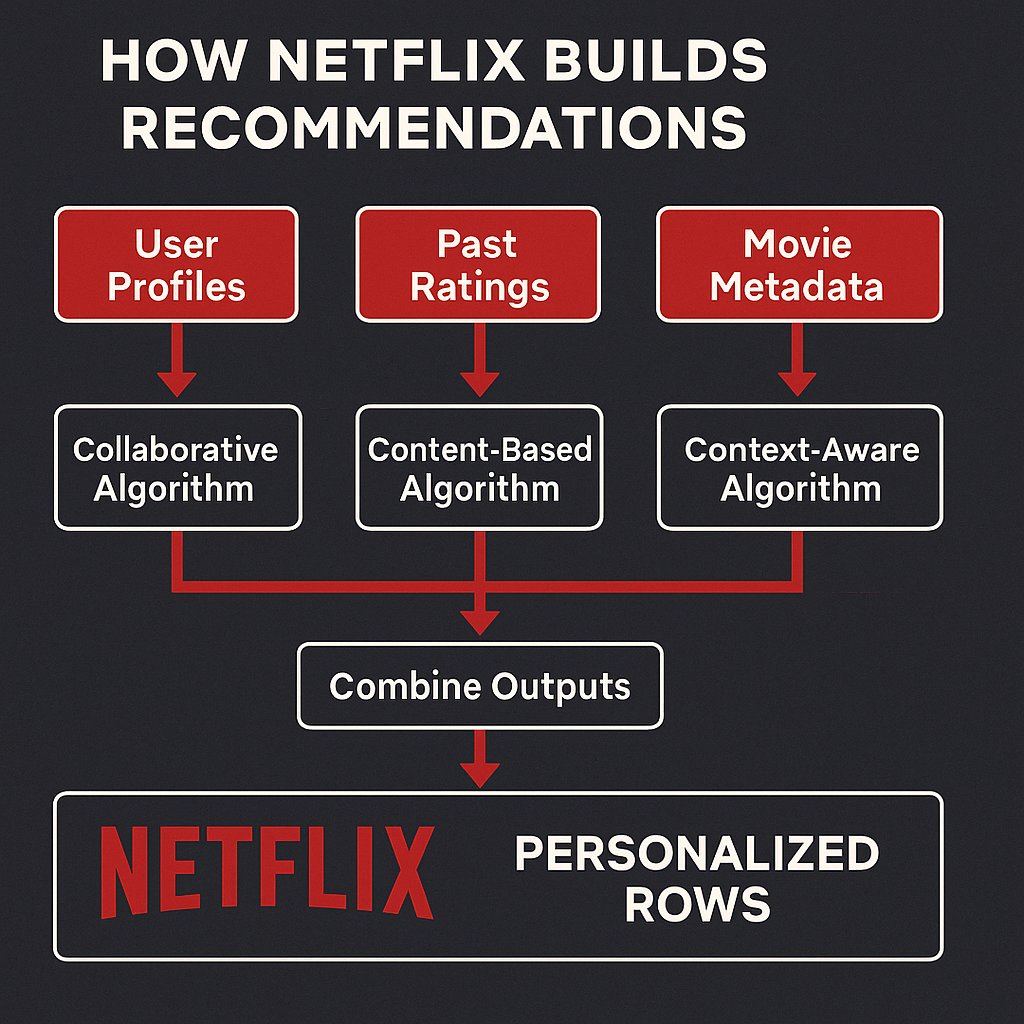 HOW NETFLIX BUILDS
RECOMMENDATIONS
User
Profiles
Past
Ratings
Movie
Metadata
Collaborative
Algorithm
Content-Based
Algorithm
Context-Aware
Algorithm
Combine Outputs
NETFLIX
PERSONALIZED
ROWS